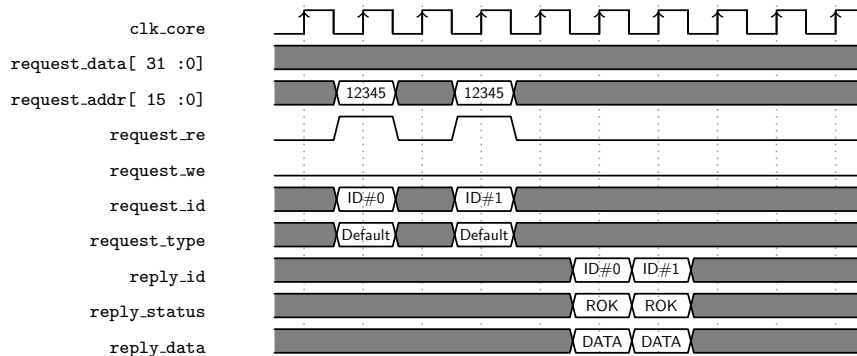 clk_core
request_data[ 31 :0]
request_addr[ 15 :0] 12345 12345
request_re
request_we
request_id ID#0 ID#1
request_type Default Default
reply_id ID#0 ID#1
reply_status ROK ROK
reply_data DATA DATA